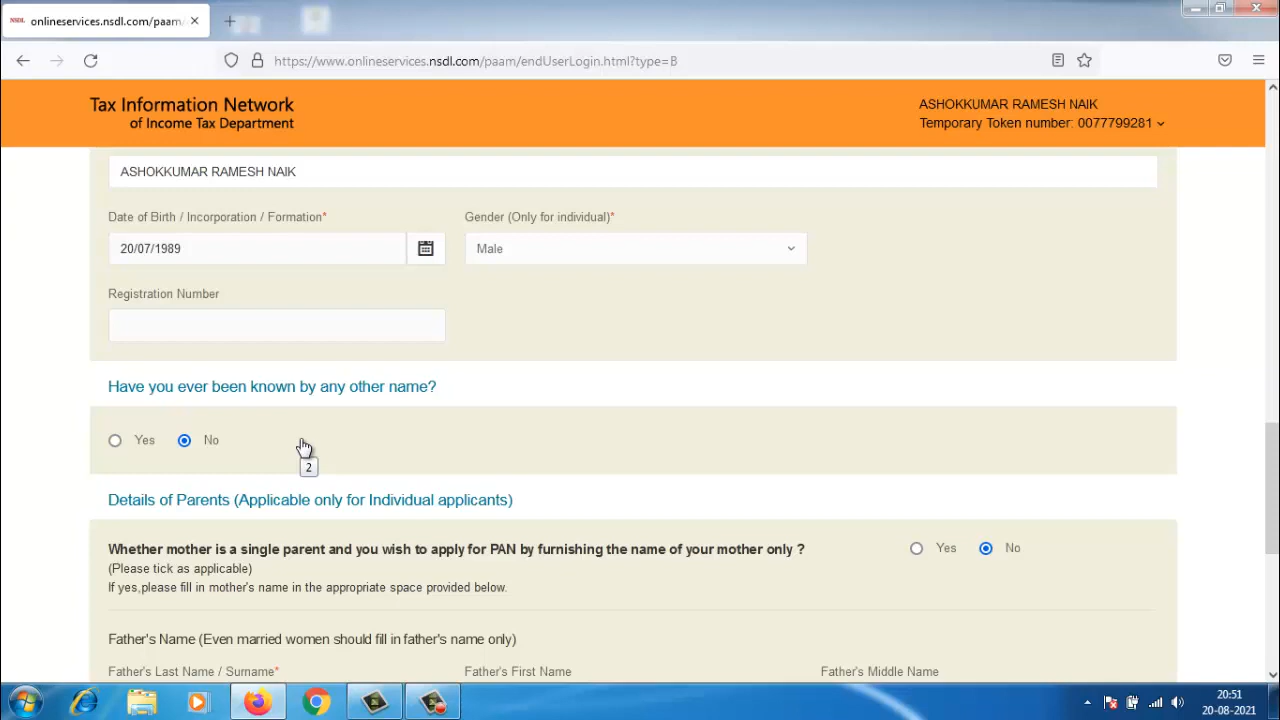 NSDL onlineservices.nsdl.com/paam
https://www.onlineservices.nsdl.com/paam/endUserLogin.html?type=B
Tax Information Network
of Income Tax Department
ASHOKKUMAR RAMESH NAIK
Temporary Token number: 0077799281
ASHOKKUMAR RAMESH NAIK
Date of Birth / Incorporation / Formation* Gender (Only for individual)*
20/07/1989 Male
Registration Number
Have you ever been known by any other name?
Yes No
2
Details of Parents (Applicable only for Individual applicants)
Whether mother is a single parent and you wish to apply for PAN by furnishing the name of your mother only ? Yes No
(Please tick as applicable)
If yes,please fill in mother's name in the appropriate space provided below.
Father's Name (Even married women should fill in father's name only)
Father's Last Name / Surname* Father's First Name Father's Middle Name
20:51
20-08-2021